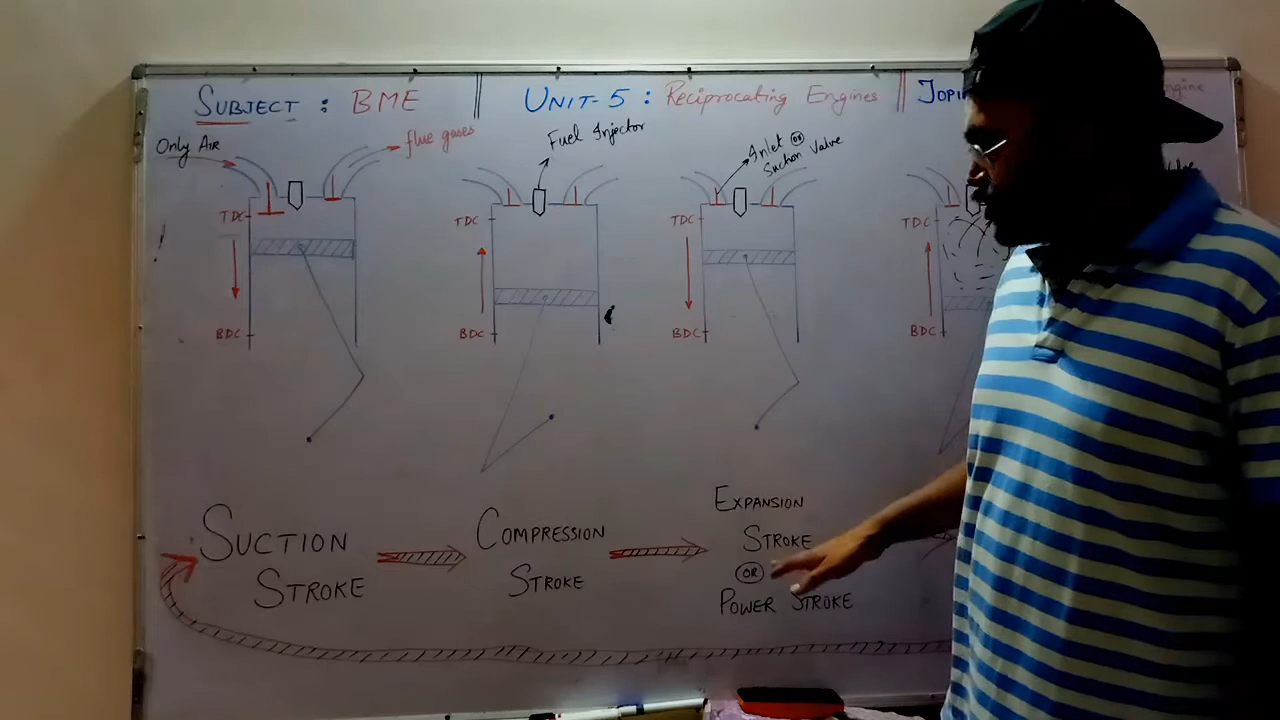 SUBJECT : BME
UNIT-5 : Reciprocating Engines
Only AIR
flue gases
Fuel Injector
Inlet OR
Suction Valve
Valve
TDC
BDC
TDC
BDC
TDC
BDC
TDC
BDC
SUCTION
STROKE
COMPRESSION
STROKE
EXPANSION
STROKE
OR
POWER STROKE